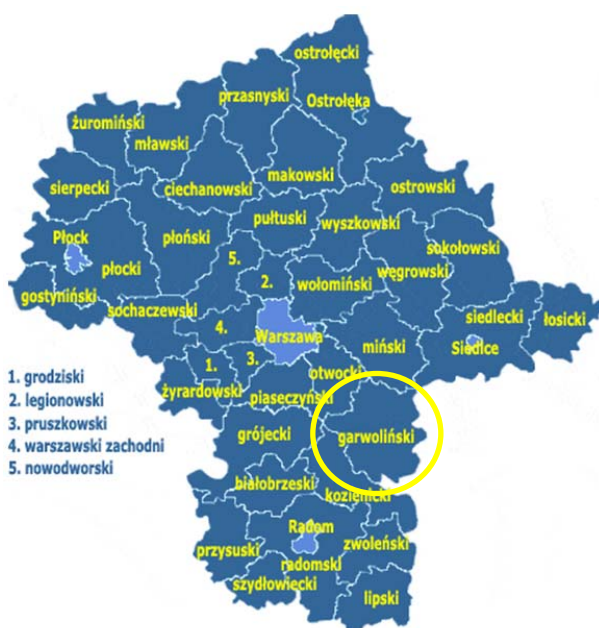 ostrołęcki
przasnyski
Ostrołęka
żuromiński
mławski
makowski
sierpecki
ciechanowski
ostrowski
pułtuski
wyszkowski
Płock
płoński
sokołowski
5.
płocki
węgrowski
2.
wołomiński
gostyniński
sochaczewski
siedlecki
łosicki
4.
Warszawa
miński
Siedlce
1. grodziski
2. legionowski
3. pruszkowski
4. warszawski zachodni
5. nowodworski
1.
3.
otwocki
żyrardowski
piaseczyński
grójecki
garwoliński
białobrzeski
kozienicki
Radom
zwoleński
przysuski
radomski
szydłowiecki
lipski